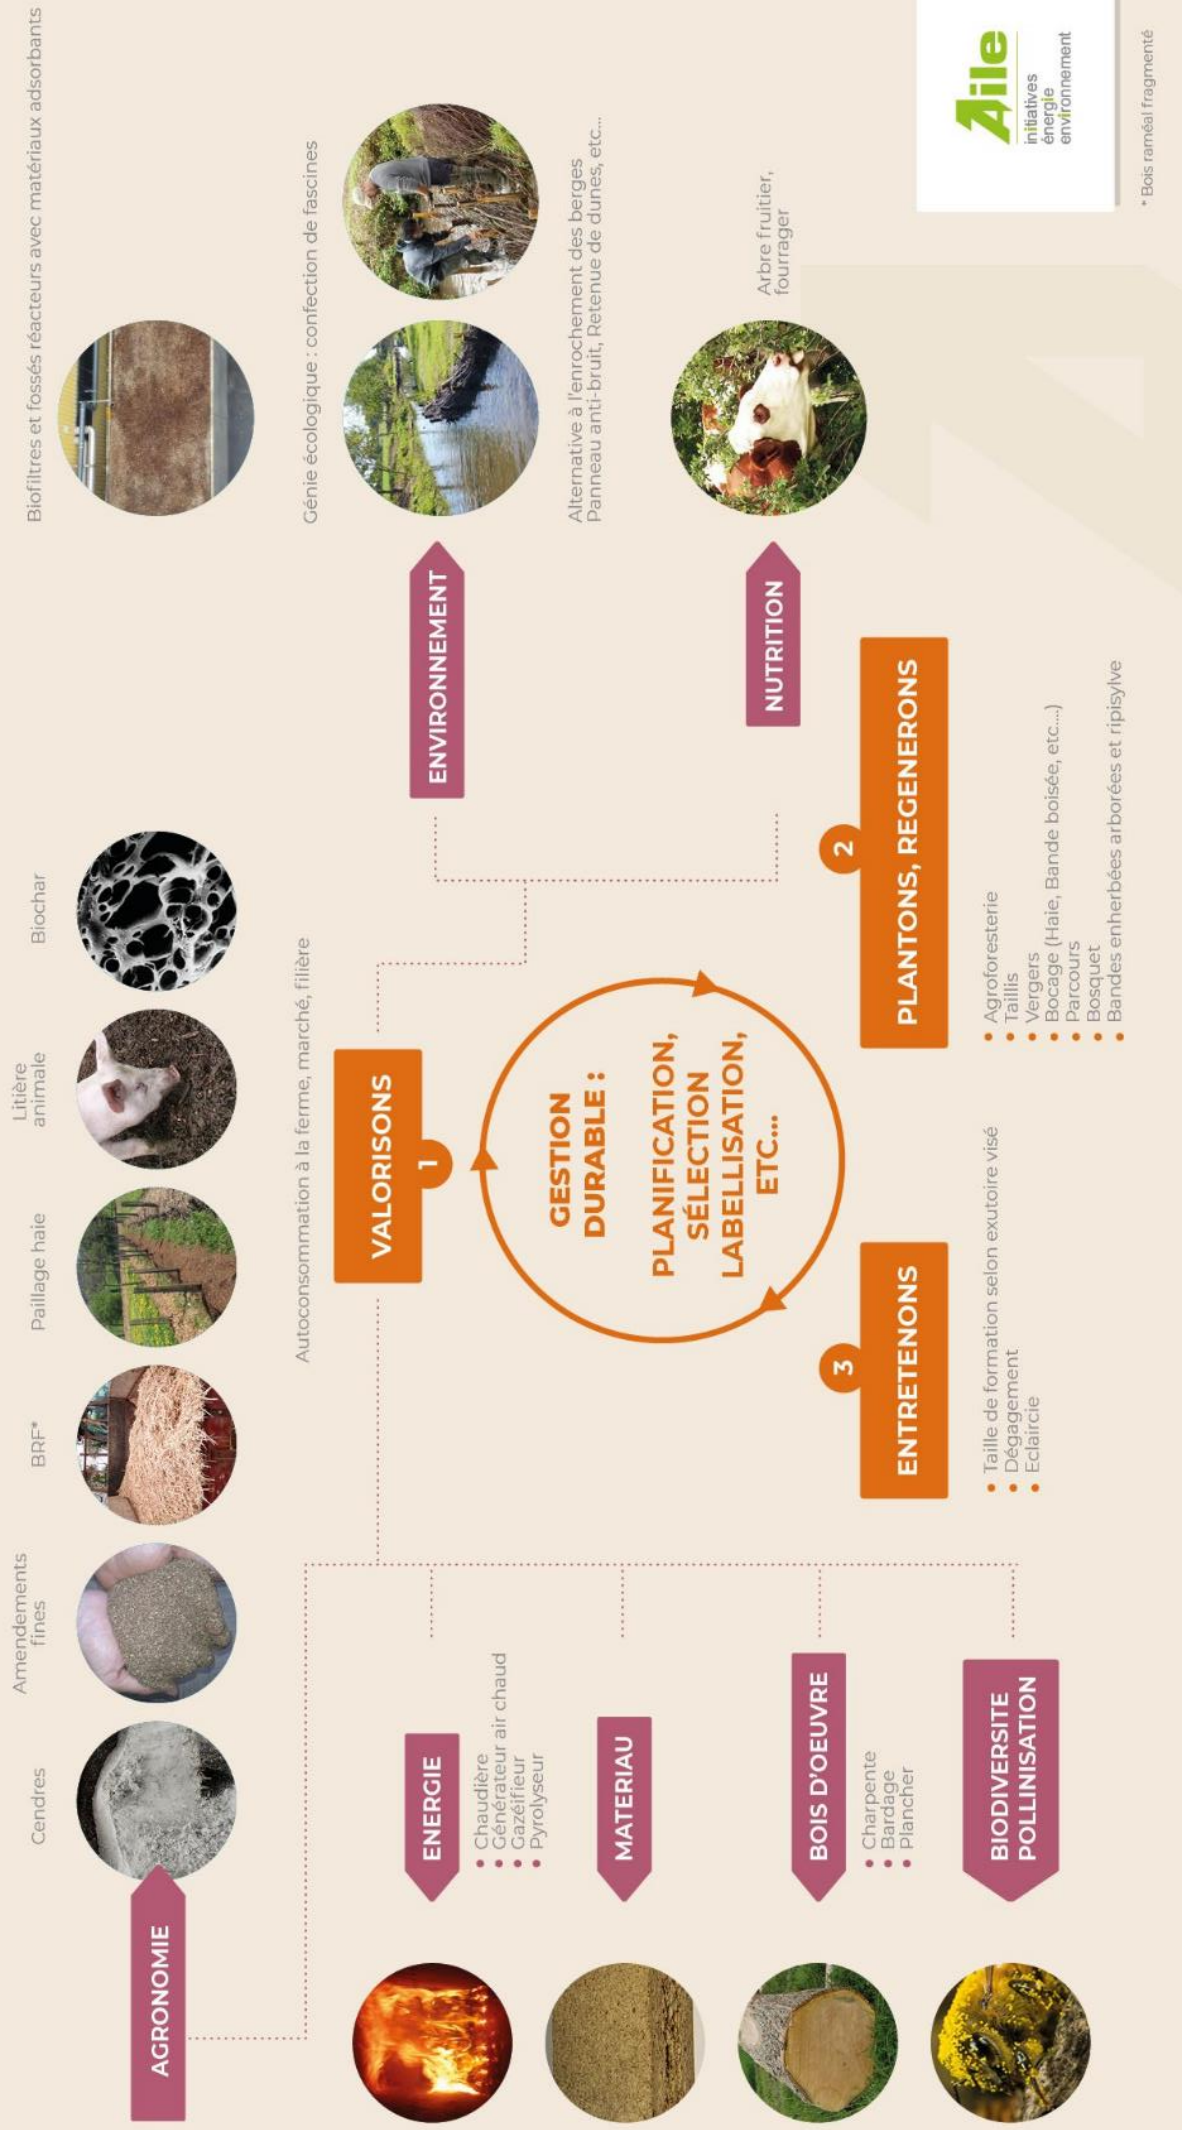 Cendres
Amendements
fines
BRF*
Paillage haie
Litière
animale
Biochar
Biofiltres et fossés réacteurs avec matériaux adsorbants
AGRONOMIE
Autoconsommation à la ferme, marché, filière
Génie écologique : confection de fascines
VALORISONS
1
ENERGIE
• Chaudière
• Générateur air chaud
• Gazéifieur
• Pyrolyseur
ENVIRONNEMENT
Alternative à l'enrochement des berges
Panneau anti-bruit, Retenue de dunes, etc...
GESTION
DURABLE :
PLANIFICATION,
SÉLECTION
LABELLISATION,
ETC...
MATERIAU
NUTRITION
Arbre fruitier,
fourrager
BOIS D'OEUVRE
• Charpente
• Bardage
• Plancher
3
ENTRETENONS
• Taille de formation selon exutoire visé
• Dégagement
• Eclaircie
2
PLANTONS, REGENERONS
• Agroforesterie
• Taillis
• Vergers
• Bocage (Haie, Bande boisée, etc...)
• Parcours
• Bosquet
• Bandes enherbées arborées et ripisylve
BIODIVERSITE
POLLINISATION
Aile
initiatives
énergie
environnement
* Bois raméal fragmenté